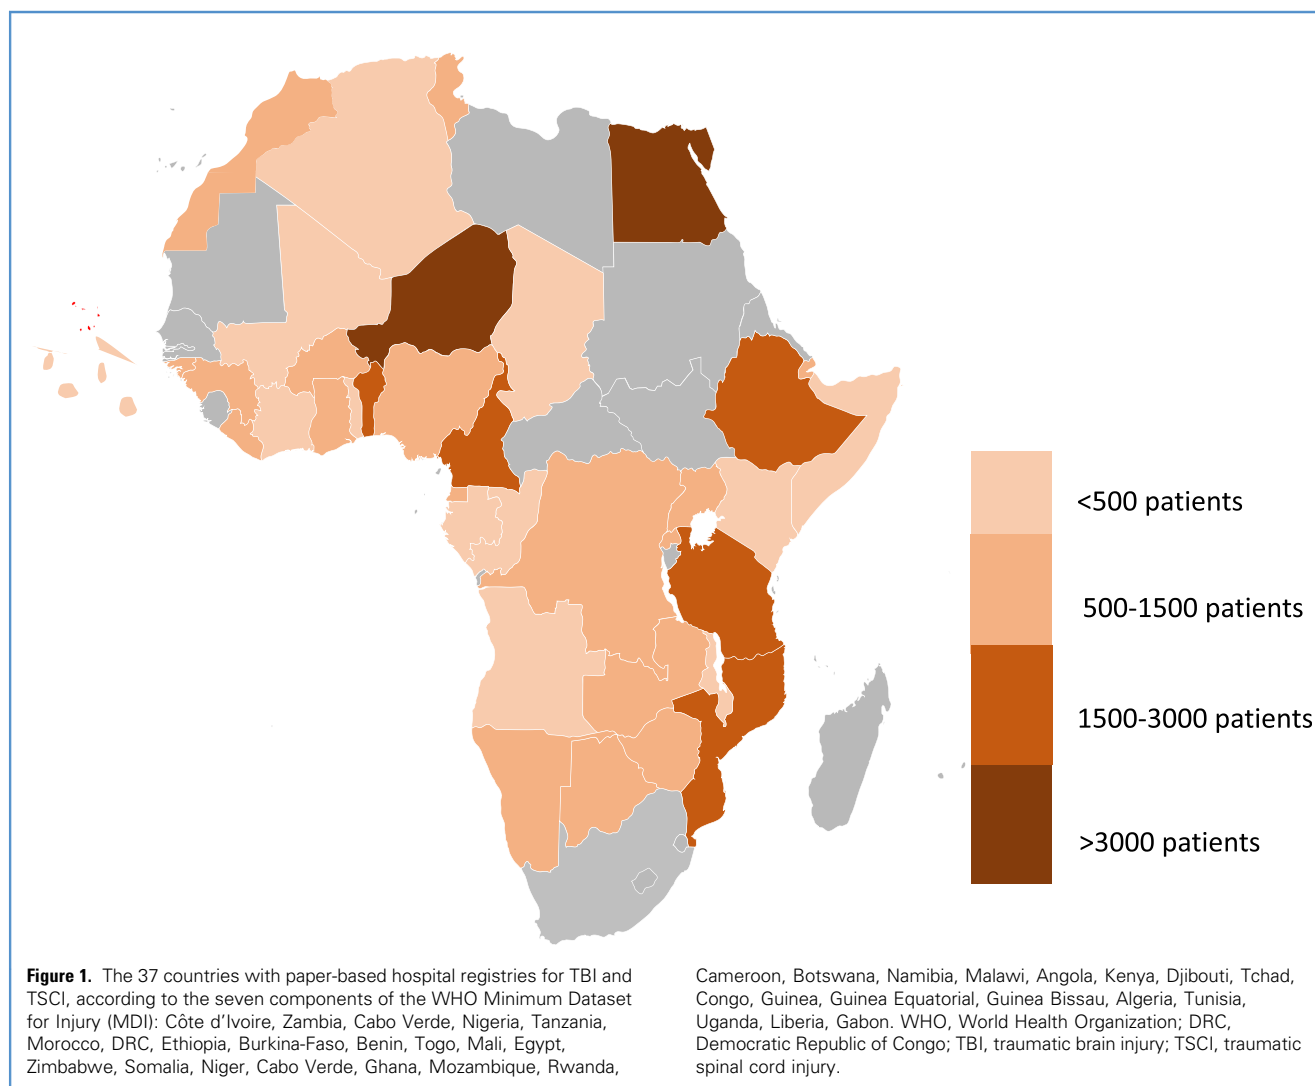 <500 patients
500-1500 patients
1500-3000 patients
>3000 patients
Figure 1. The 37 countries with paper-based hospital registries for TBI and
TSCI, according to the seven components of the WHO Minimum Dataset
for Injury (MDI): Côte d'Ivoire, Zambia, Cabo Verde, Nigeria, Tanzania,
Morocco, DRC, Ethiopia, Burkina-Faso, Benin, Togo, Mali, Egypt,
Zimbabwe, Somalia, Niger, Cabo Verde, Ghana, Mozambique, Rwanda,
Cameroon, Botswana, Namibia, Malawi, Angola, Kenya, Djibouti, Tchad,
Congo, Guinea, Guinea Equatorial, Guinea Bissau, Algeria, Tunisia,
Uganda, Liberia, Gabon. WHO, World Health Organization; DRC,
Democratic Republic of Congo; TBI, traumatic brain injury; TSCI, traumatic
spinal cord injury.